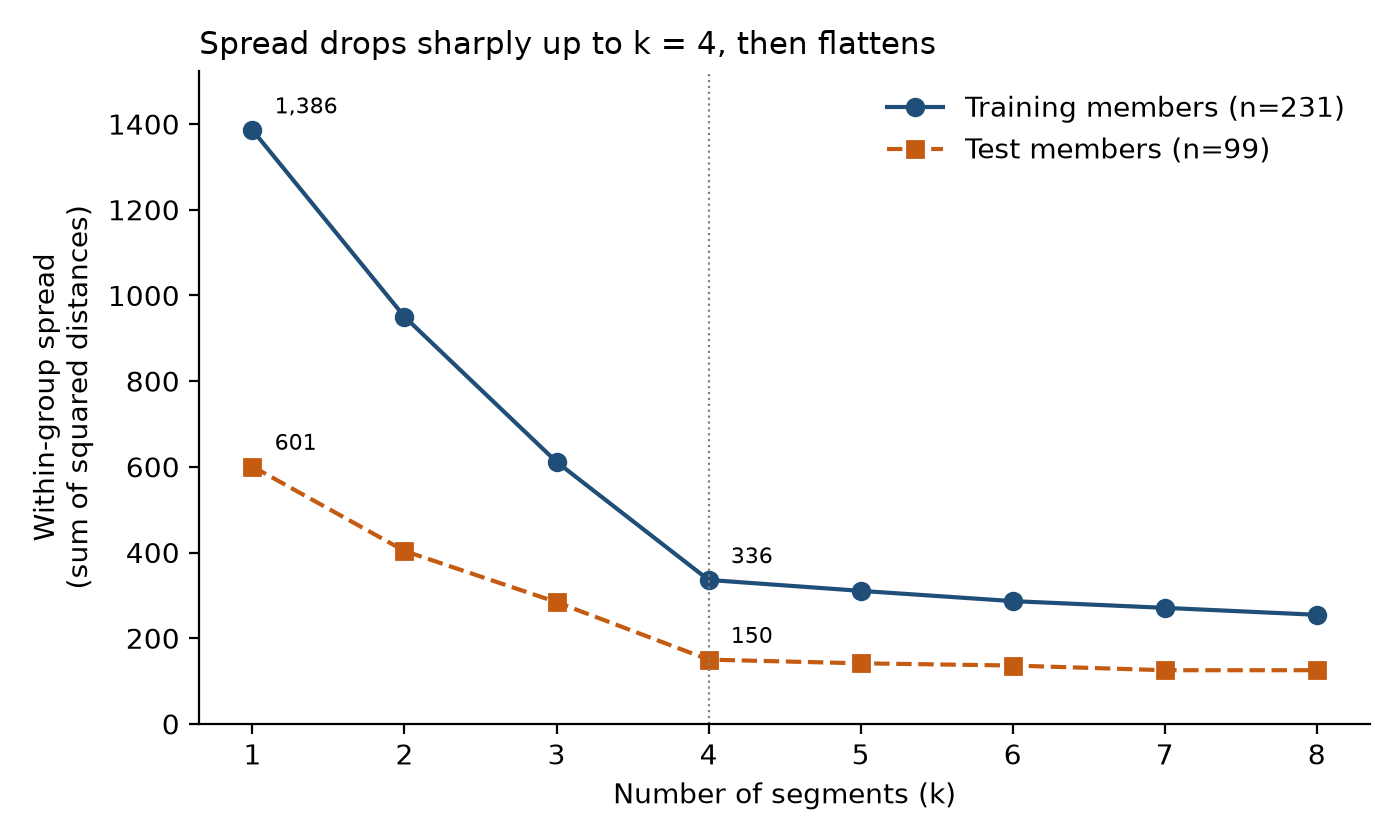 Spread drops sharply up to k = 4, then flattens
Training members (n=231)
Test members (n=99)
Within-group spread
(sum of squared distances)
1400
1200
1000
800
600
400
200
0
1,386
601
336
150
1 2 3 4 5 6 7 8
Number of segments (k)